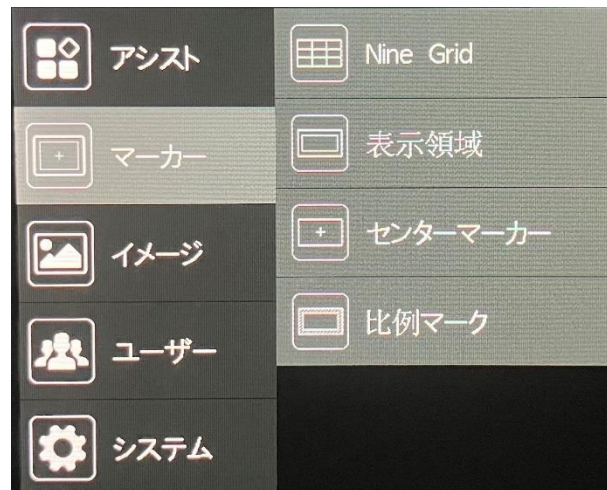 アシスト
マーカー
イメージ
ユーザー
システム
Nine Grid
表示領域
センターマーカー
比例マーク